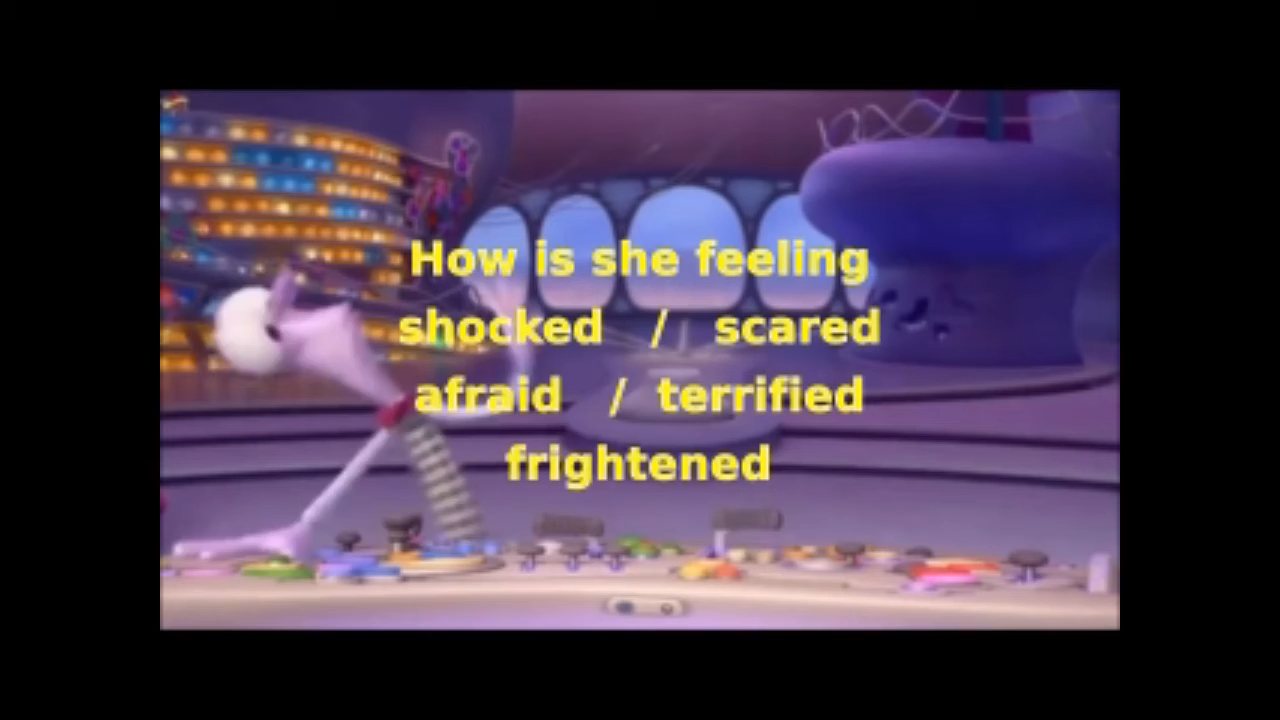 How is she feeling
shocked / scared
afraid / terrified
frightened